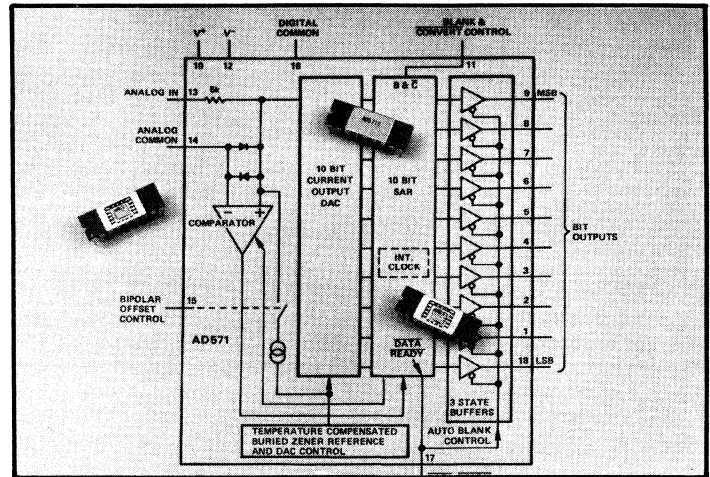 DIGITAL
COMMON
BLANK &
CONVERT CONTROL
V+
V-
10
12
16
11
B & C
ANALOG IN
13
5k
9
MSB
ANALOG
COMMON
14
8
7
10 BIT
CURRENT
OUTPUT
DAC
10 BIT
SAR
6
-
+
COMPARATOR
5
BIT
OUTPUTS
4
INT.
CLOCK
3
BIPOLAR
OFFSET
CONTROL
15
2
AD571
1
DATA
READY
18
LSB
3 STATE
BUFFERS
TEMPERATURE COMPENSATED
BURIED ZENER REFERENCE
AND DAC CONTROL
AUTO BLANK
CONTROL
17